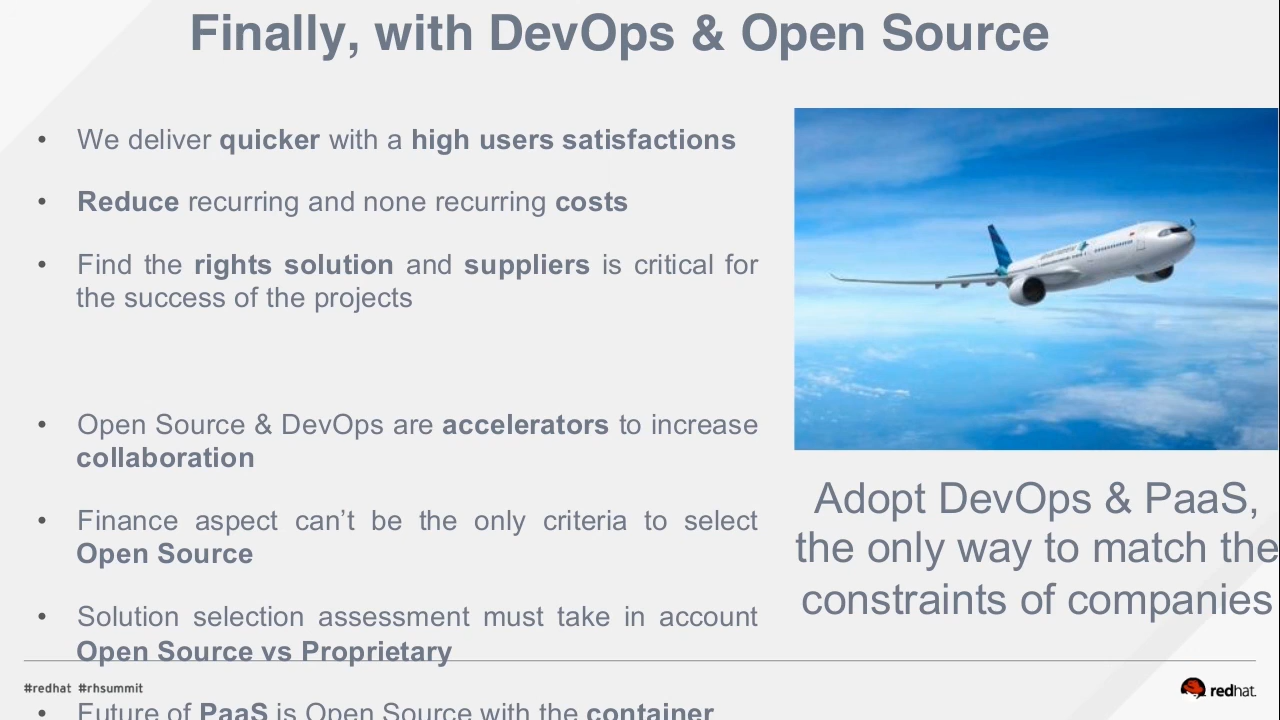 Finally, with DevOps & Open Source
• We deliver quicker with a high users satisfactions
• Reduce recurring and none recurring costs
• Find the rights solution and suppliers is critical for
the success of the projects
• Open Source & DevOps are accelerators to increase
collaboration
• Finance aspect can’t be the only criteria to select
Open Source
• Solution selection assessment must take in account
Open Source vs Proprietary
• Future of PaaS is Open Source with the container
Adopt DevOps & PaaS,
the only way to match the
constraints of companies
#redhat #rhsummit
redhat.